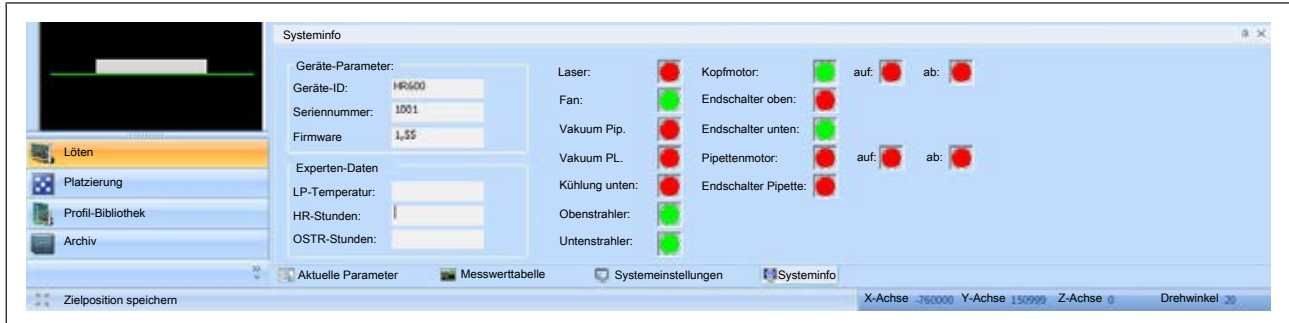 Systeminfo
Geräte-Parameter:
Geräte-ID: HR600
Seriennummer: 1001
Firmware 1,55
Experten-Daten
LP-Temperatur:
HR-Stunden:
OSTR-Stunden:
Laser:
Fan:
Vakuum Pip.
Vakuum PL.
Kühlung unten:
Obenstrahler:
Untenstrahler:
Kopfmotor: auf: ab:
Endschalter oben:
Endschalter unten:
Pipettenmotor: auf: ab:
Endschalter Pipette:
Löten
Platzierung
Profil-Bibliothek
Archiv
Aktuelle Parameter Messwerttabelle Systemeinstellungen Systeminfo
Zielposition speichern X-Achse -760000 Y-Achse 150999 Z-Achse 0 Drehwinkel 20